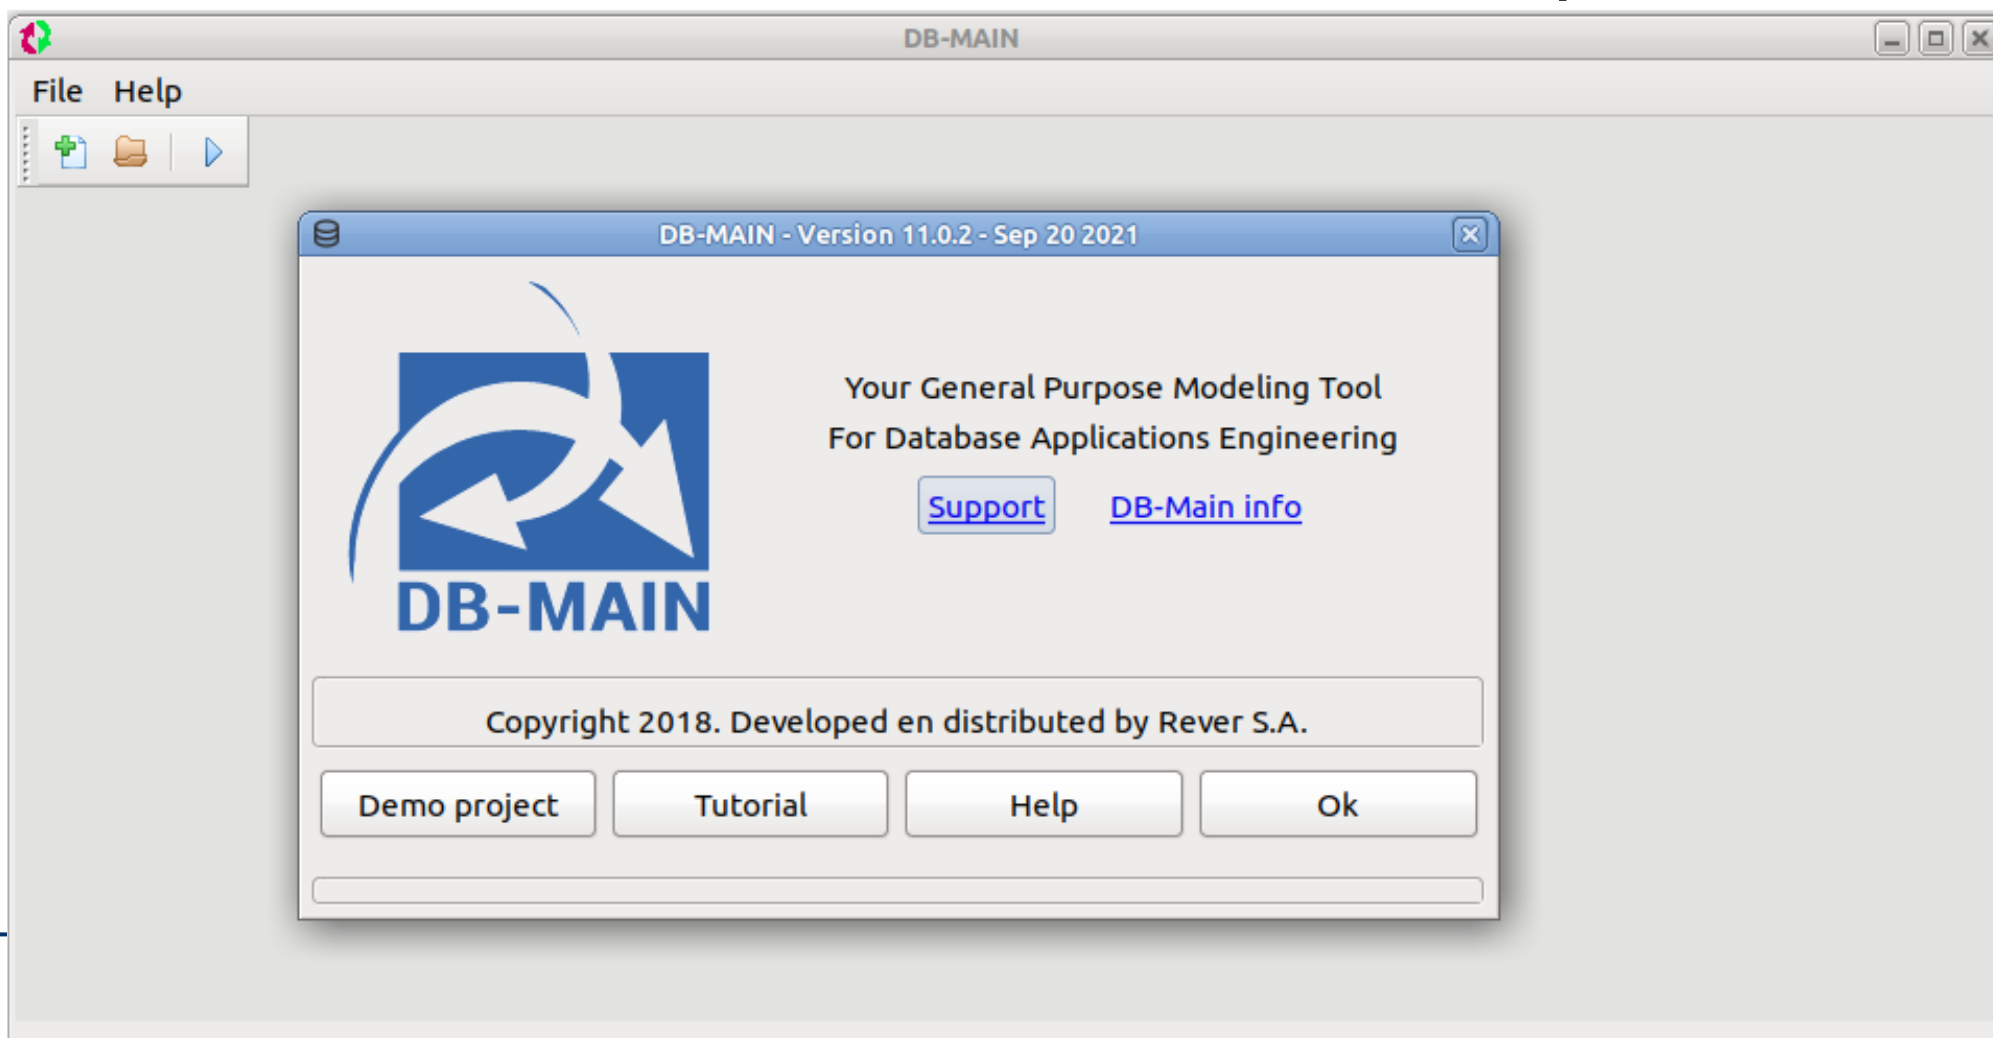 DB-MAIN
File Help
DB-MAIN - Version 11.0.2 - Sep 20 2021
Your General Purpose Modeling Tool
For Database Applications Engineering
Support DB-Main info
DB-MAIN
Copyright 2018. Developed en distributed by Rever S.A.
Demo project Tutorial Help Ok